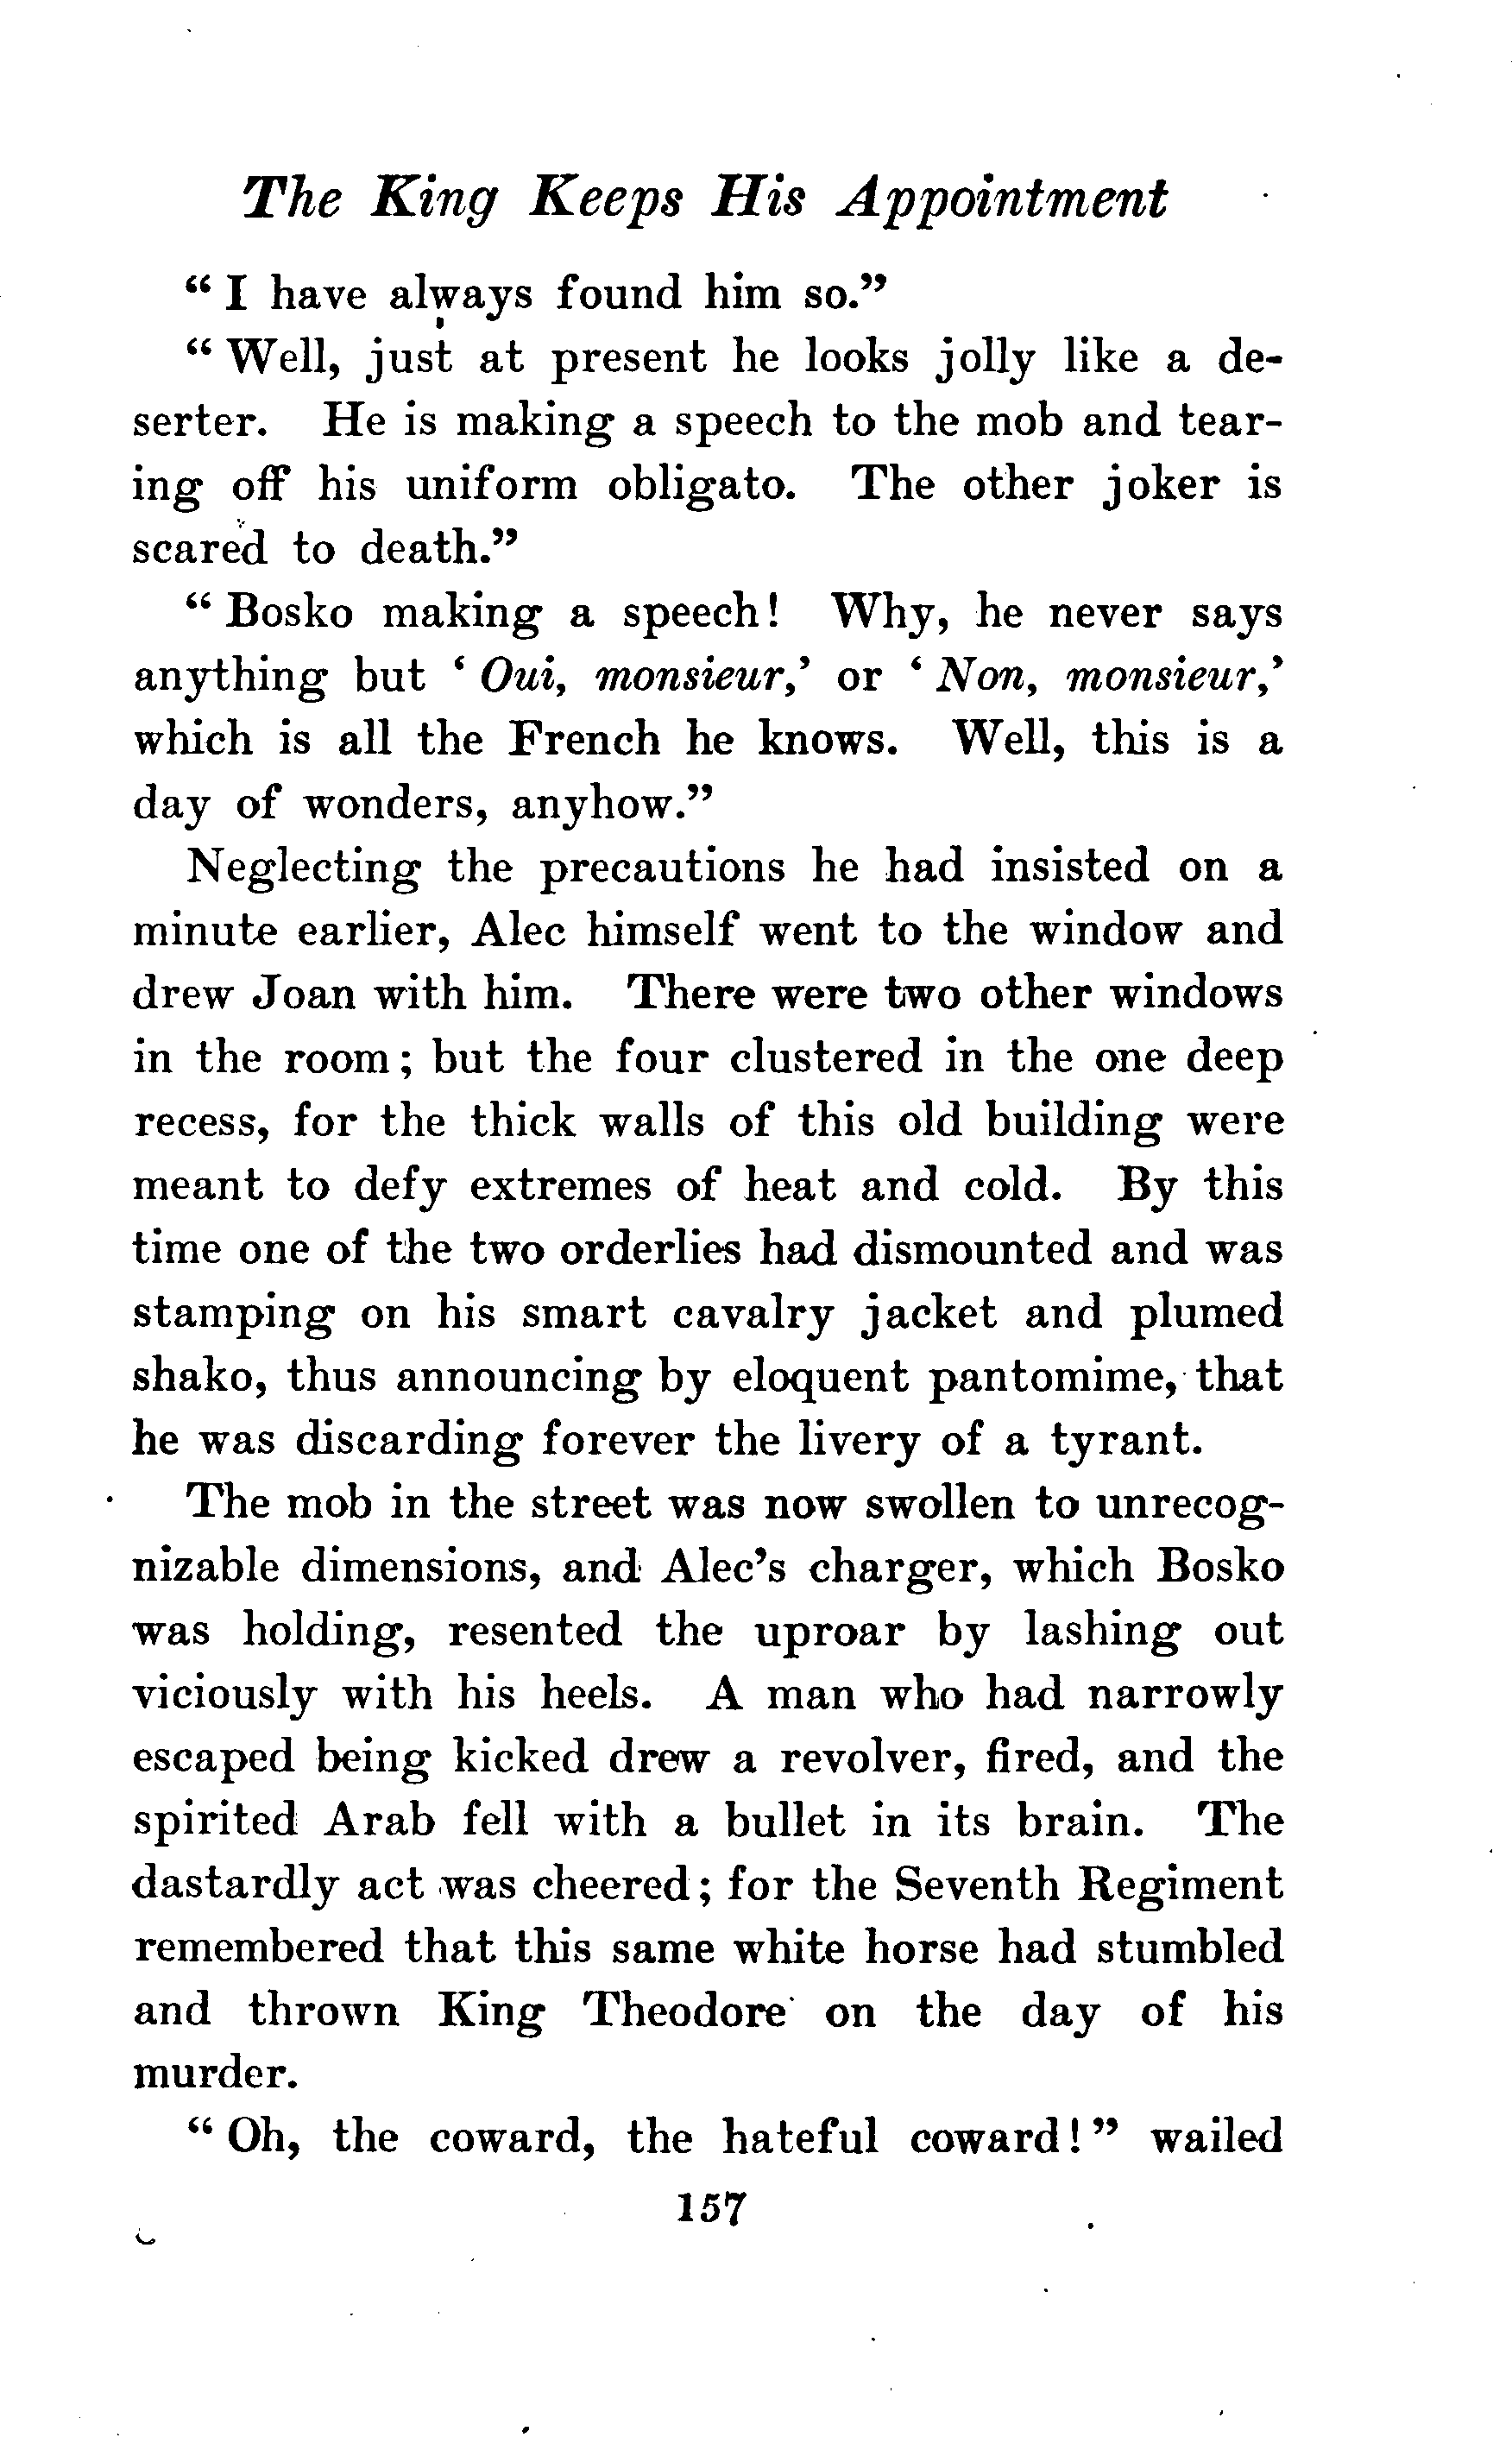 The King Keeps His Appointment
" I have always found him so."
" Well, just at present he looks jolly like a de-
serter. He is making a speech to the mob and tear-
ing off his uniform obligato. The other joker is
scared to death."
" Bosko making a speech! Why, he never says
anything but ' Oui, monsieur,' or ' Non, monsieur,'
which is all the French he knows. Well, this is a
day of wonders, anyhow."
Neglecting the precautions he had insisted on a
minute earlier, Alec himself went to the window and
drew Joan with him. There were two other windows
in the room; but the four clustered in the one deep
recess, for the thick walls of this old building were
meant to defy extremes of heat and cold. By this
time one of the two orderlies had dismounted and was
stamping on his smart cavalry jacket and plumed
shako, thus announcing by eloquent pantomime, that
he was discarding forever the livery of a tyrant.
The mob in the street was now swollen to unrecog-
nizable dimensions, and Alec's charger, which Bosko
was holding, resented the uproar by lashing out
viciously with his heels. A man who had narrowly
escaped being kicked drew a revolver, fired, and the
spirited Arab fell with a bullet in its brain. The
dastardly act was cheered; for the Seventh Regiment
remembered that this same white horse had stumbled
and thrown King Theodore on the day of his
murder.
" Oh, the coward, the hateful coward!" wailed
157